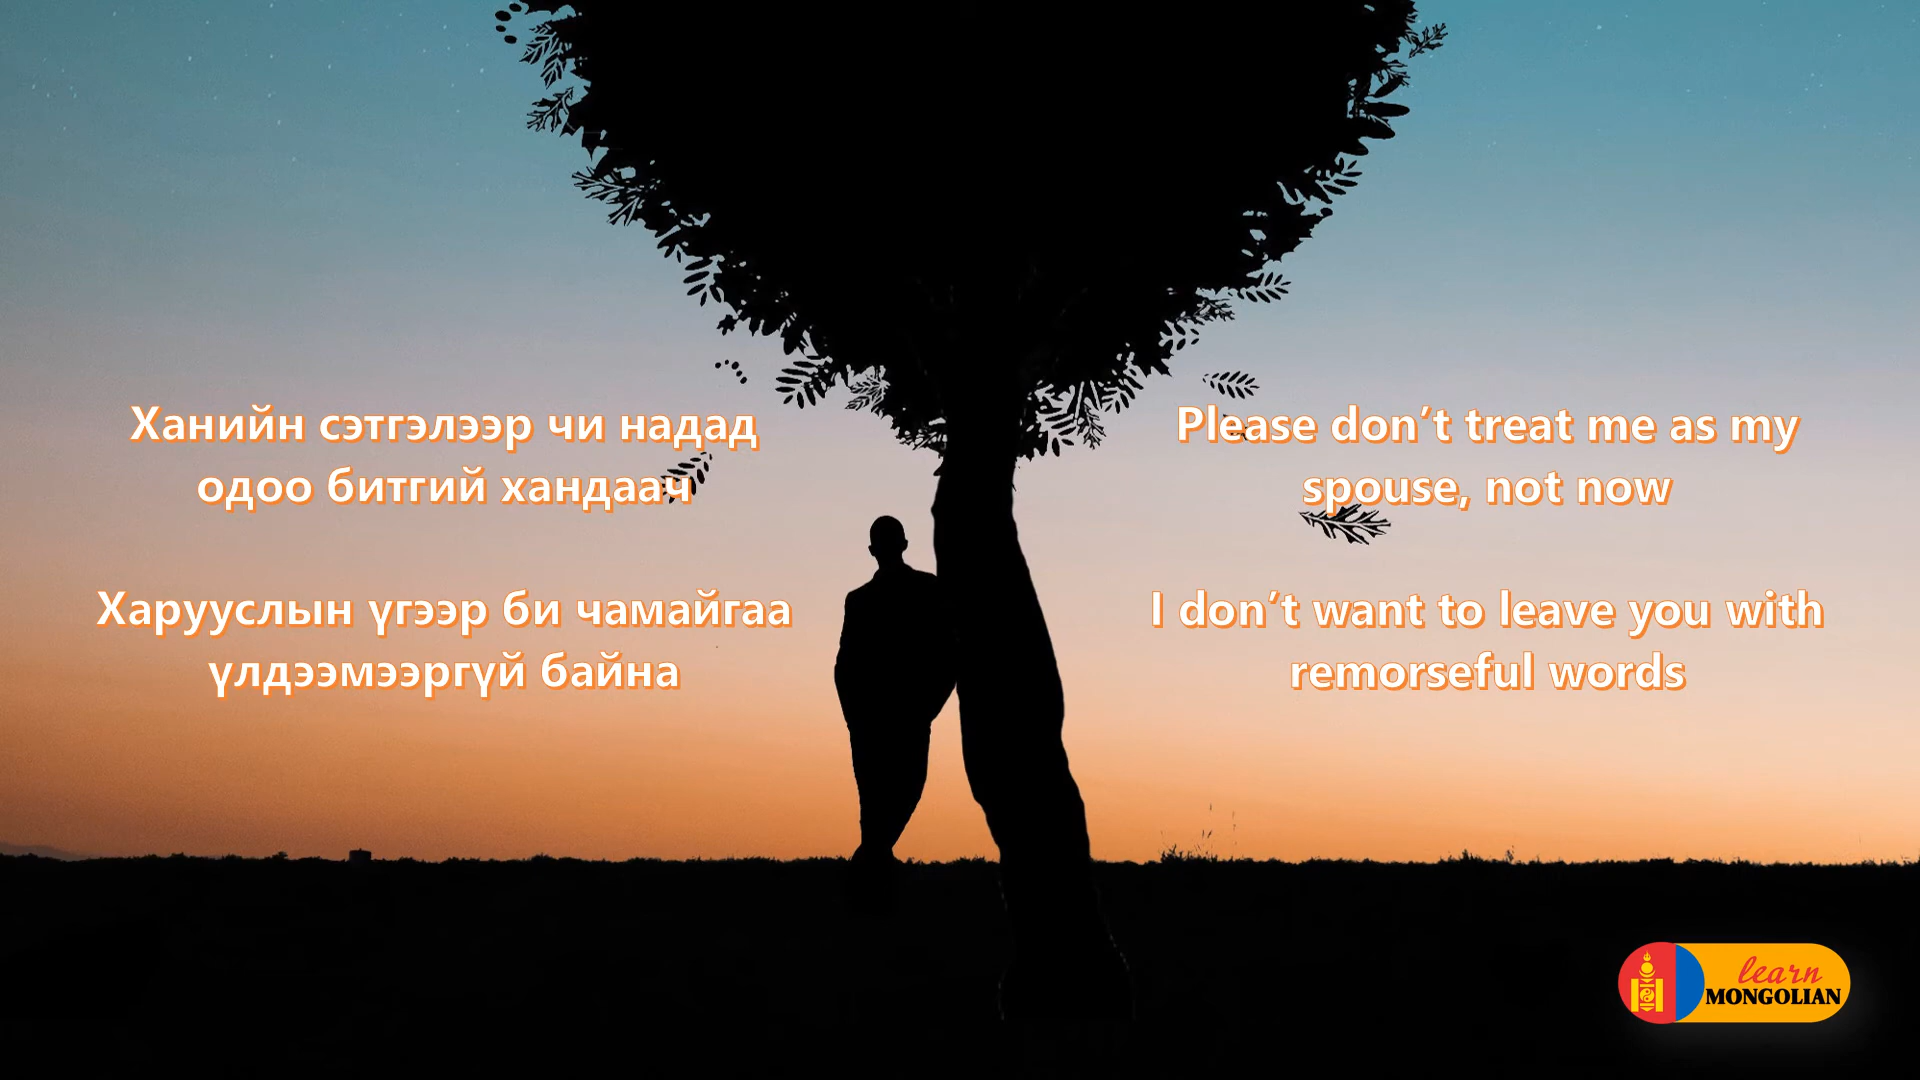 Ханийн сэтгэлээр чи надад
одоо битгий хандаач
Харууслын үгээр би чамайгаа
үлдээмээргүй байна
Please don’t treat me as my
spouse, not now
I don’t want to leave you with
remorseful words
learn
MONGOLIAN